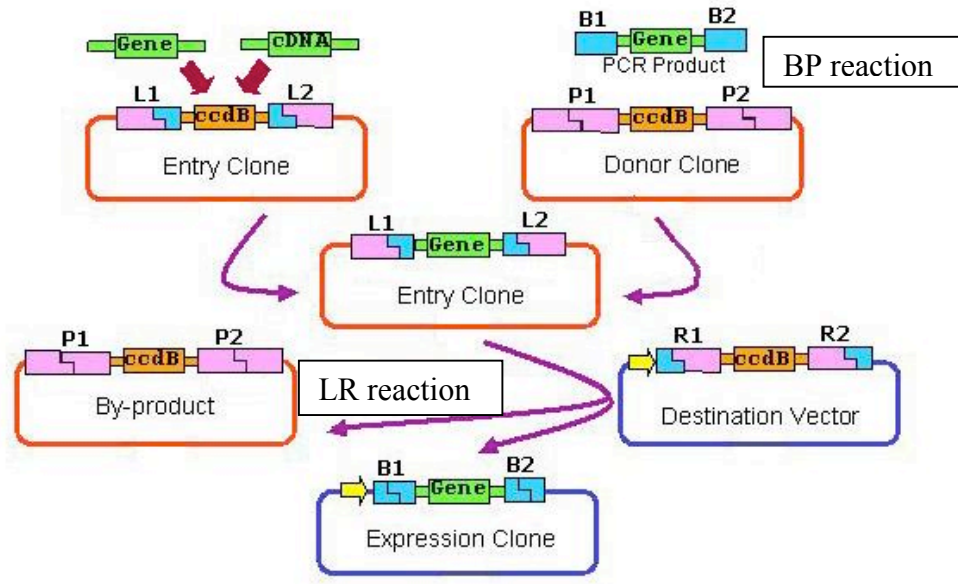 Gene
cDNA
L1
L2
ccdB
Entry Clone
B1
B2
Gene
PCR Product
BP reaction
P1
P2
ccdB
Donor Clone
L1
L2
Gene
Entry Clone
P1
P2
ccdB
By-product
LR reaction
R1
R2
ccdB
Destination Vector
B1
B2
Gene
Expression Clone